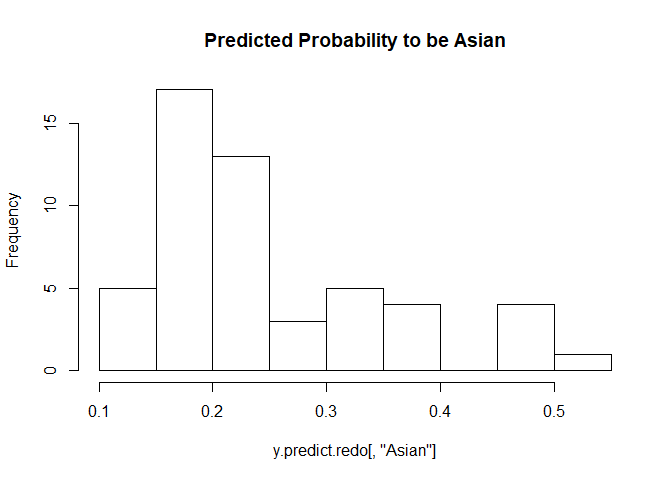 Predicted Probability to be Asian
Frequency
15
10
5
0
0.1 0.2 0.3 0.4 0.5
y.predict.redo[, "Asian"]